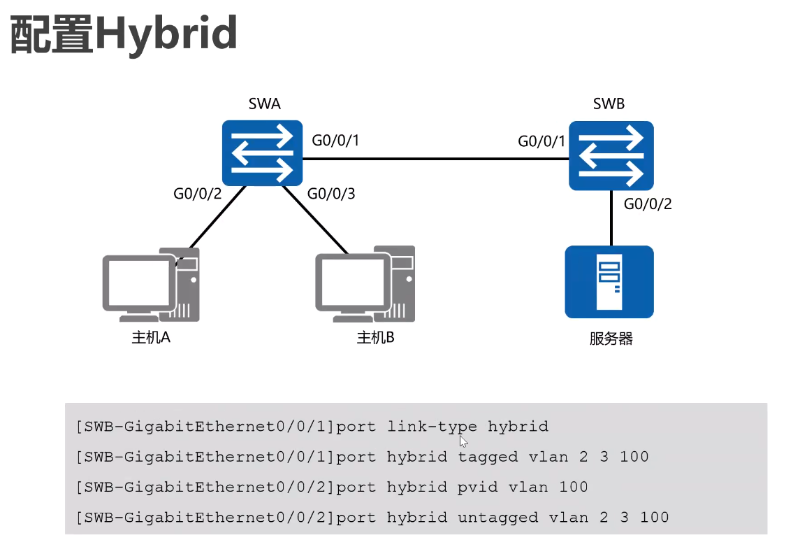 配置Hybrid
SWA
SWB
G0/0/1
G0/0/1
G0/0/2
G0/0/3
G0/0/2
主机A
主机B
服务器
[SWB-GigabitEthernet0/0/1]port link-type hybrid
[SWB-GigabitEthernet0/0/1]port hybrid tagged vlan 2 3 100
[SWB-GigabitEthernet0/0/2]port hybrid pvid vlan 100
[SWB-GigabitEthernet0/0/2]port hybrid untagged vlan 2 3 100